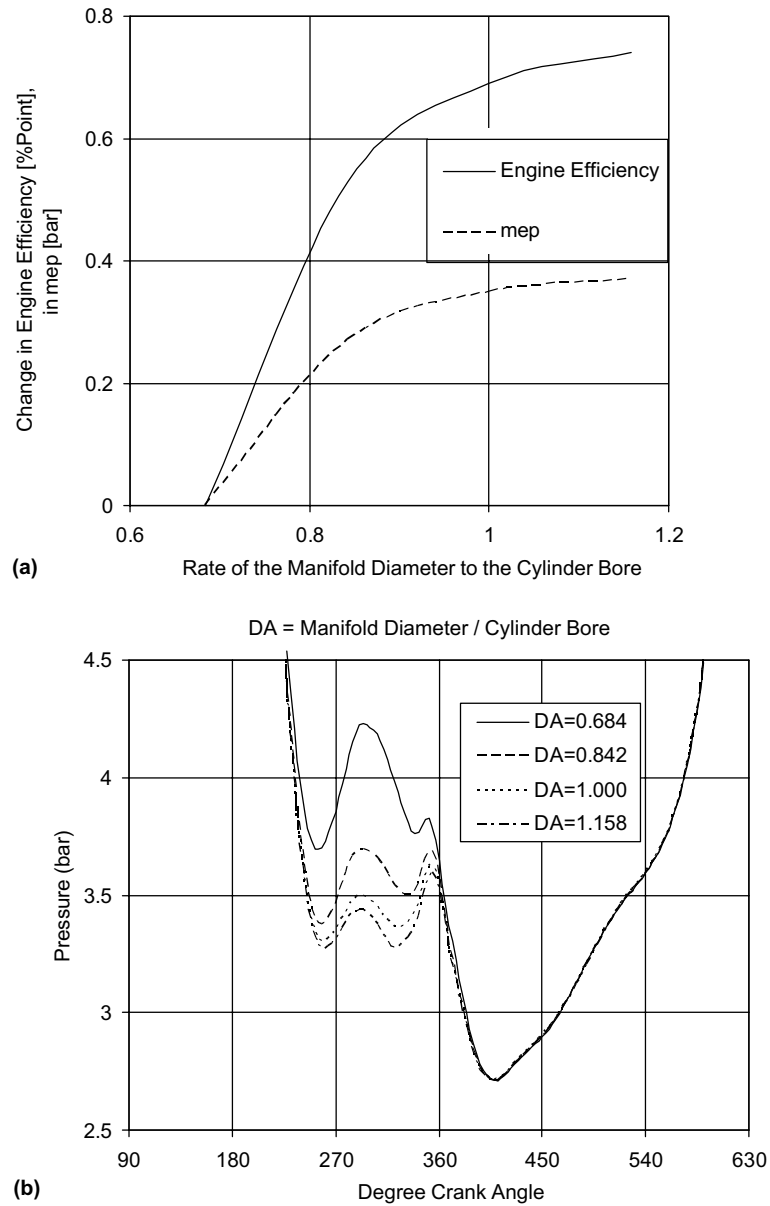 0.8
0.6
0.4
0.2
0
Change in Engine Efficiency [%Point],
in mep [bar]
Engine Efficiency
mep
0.6 0.8 1 1.2
(a) Rate of the Manifold Diameter to the Cylinder Bore
DA = Manifold Diameter / Cylinder Bore
4.5
4
3.5
3
2.5
Pressure (bar)
DA=0.684
DA=0.842
DA=1.000
DA=1.158
90 180 270 360 450 540 630
(b) Degree Crank Angle